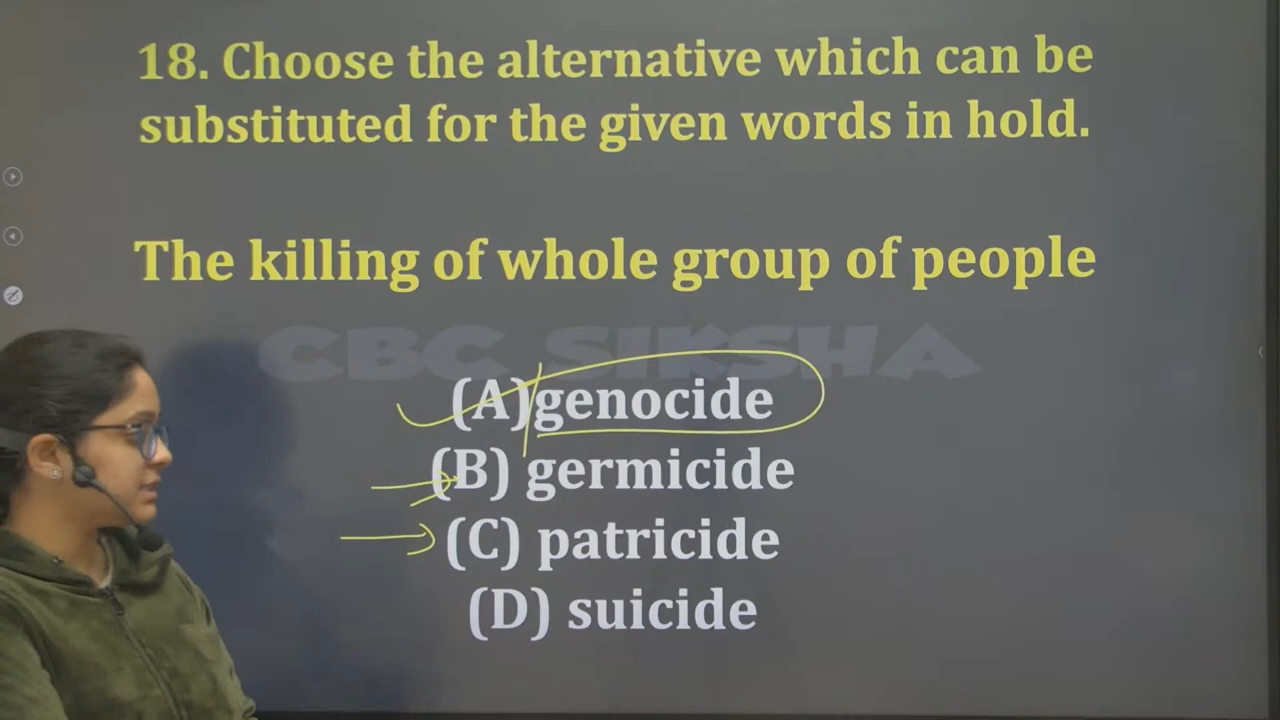 18. Choose the alternative which can be
substituted for the given words in hold.
The killing of whole group of people
CBC SIKSHA
(A) genocide
(B) germicide
(C) patricide
(D) suicide